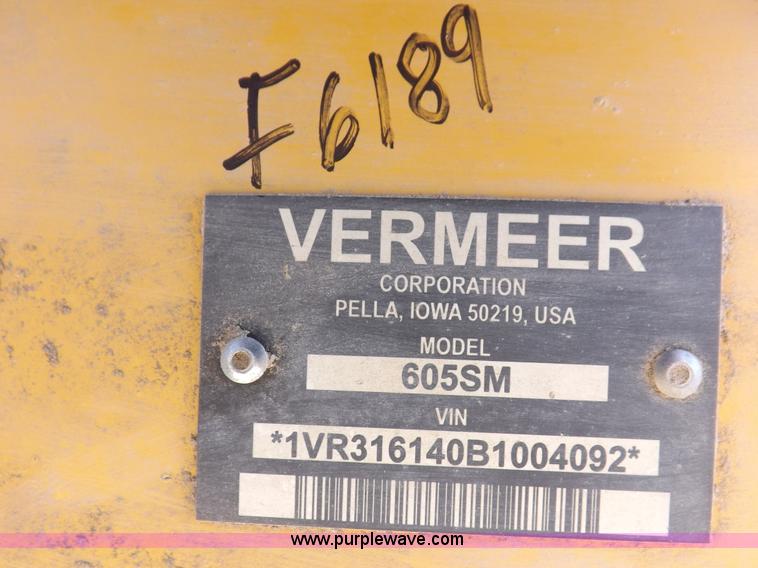 F6189
VERMEER
CORPORATION
PELLA, IOWA 50219, USA
MODEL
605SM
VIN
*1VR316140B1004092*
www.purplewave.com